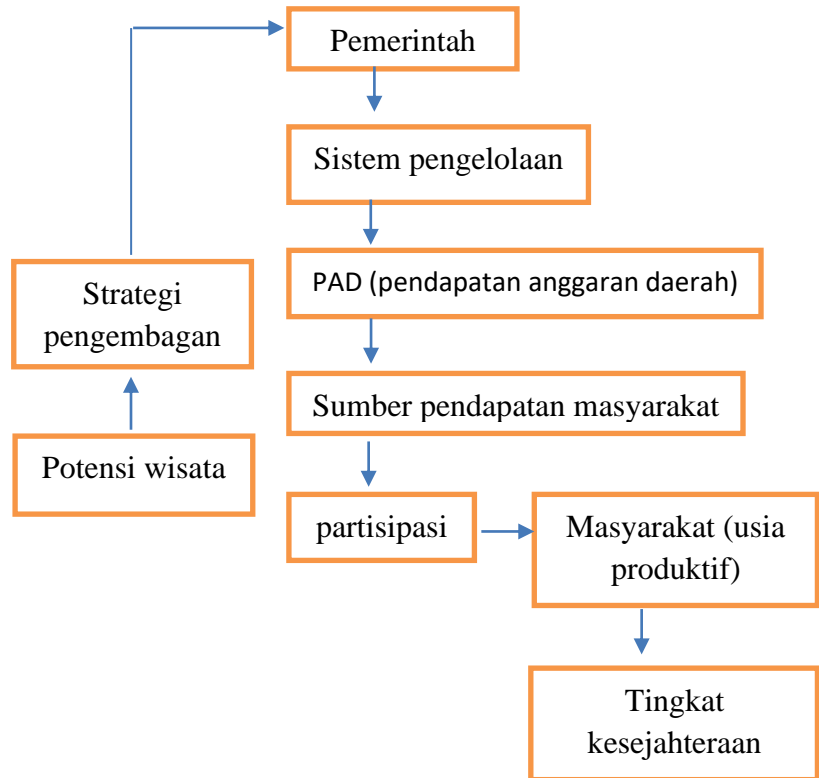 Pemerintah
Sistem pengelolaan
PAD (pendapatan anggaran daerah)
Strategi
pengembagan
Sumber pendapatan masyarakat
Potensi wisata
partisipasi
Masyarakat (usia
produktif)
Tingkat
kesejahteraan